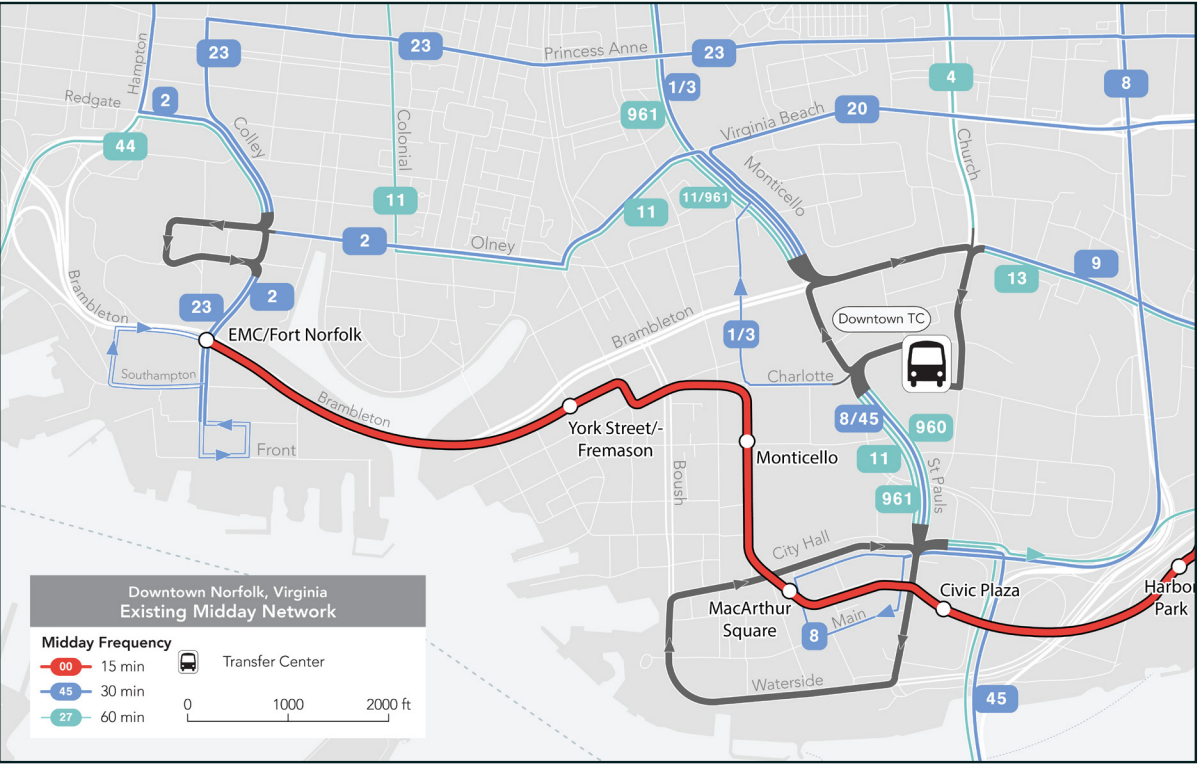 Hampton
23
23
Princess Anne
23
4
8
Redgate
2
1/3
961
Virginia Beach
20
Colley
Colonial
44
Church
Monticello
11
11
11/961
2
Olney
9
13
Brambleton
23
2
EMC/Fort Norfolk
Brambleton
1/3
Downtown TC
Southampton
Charlotte
Brambleton
York Street/-
Fremason
8/45
960
Front
Monticello
11
Boush
St Pauls
961
City Hall
MacArthur
Square
Civic Plaza
Harbor
Park
8
Main
Waterside
45
Downtown Norfolk, Virginia
Existing Midday Network
Midday Frequency
00 15 min
Transfer Center
45 30 min
27 60 min
0 1000 2000 ft